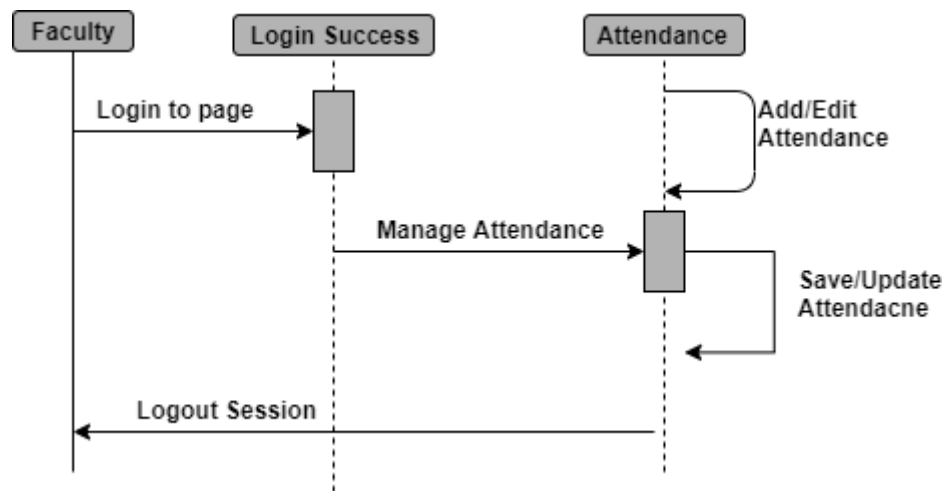 Faculty
Login Success
Attendance
Login to page
Add/Edit
Attendance
Manage Attendance
Save/Update
Attendacne
Logout Session